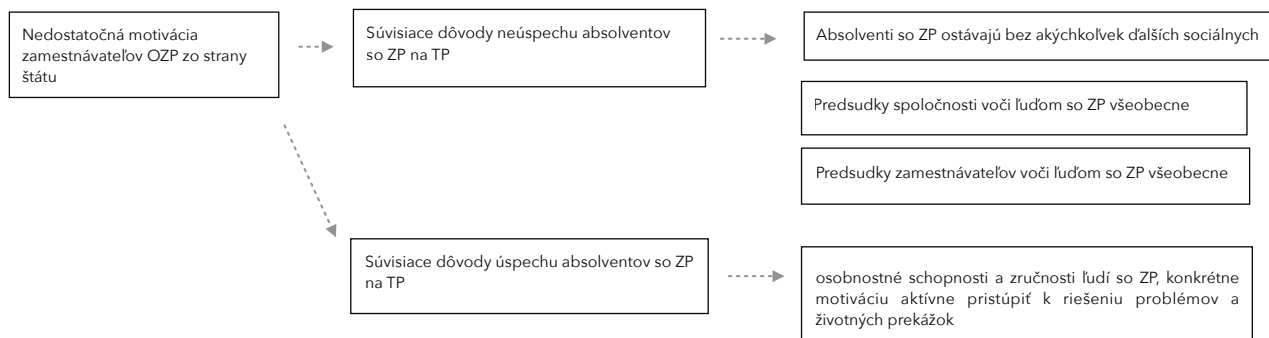 Nedostatočná motivácia
zamestnávateľov OZP zo strany
štátu
Súvisiace dôvody neúspechu absolventov
so ZP na TP
Absolventi so ZP ostávajú bez akýchkoľvek ďalších sociálnych
Predsudky spoločnosti voči ľuďom so ZP všeobecne
Predsudky zamestnávateľov voči ľuďom so ZP všeobecne
Súvisiace dôvody úspechu absolventov so ZP
na TP
osobnostné schopnosti a zručnosti ľudí so ZP, konkrétne
motiváciu aktívne pristúpiť k riešeniu problémov a
životných prekážok